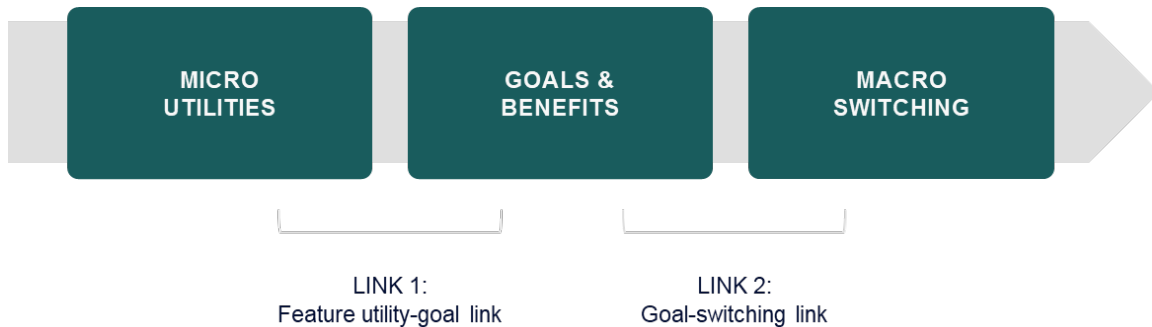 MICRO
UTILITIES
GOALS &
BENEFITS
MACRO
SWITCHING
LINK 1:
Feature utility-goal link
LINK 2:
Goal-switching link